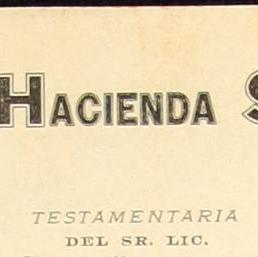 HACIENDA S
TESTAMENTARIA
DEL SR. LIC.